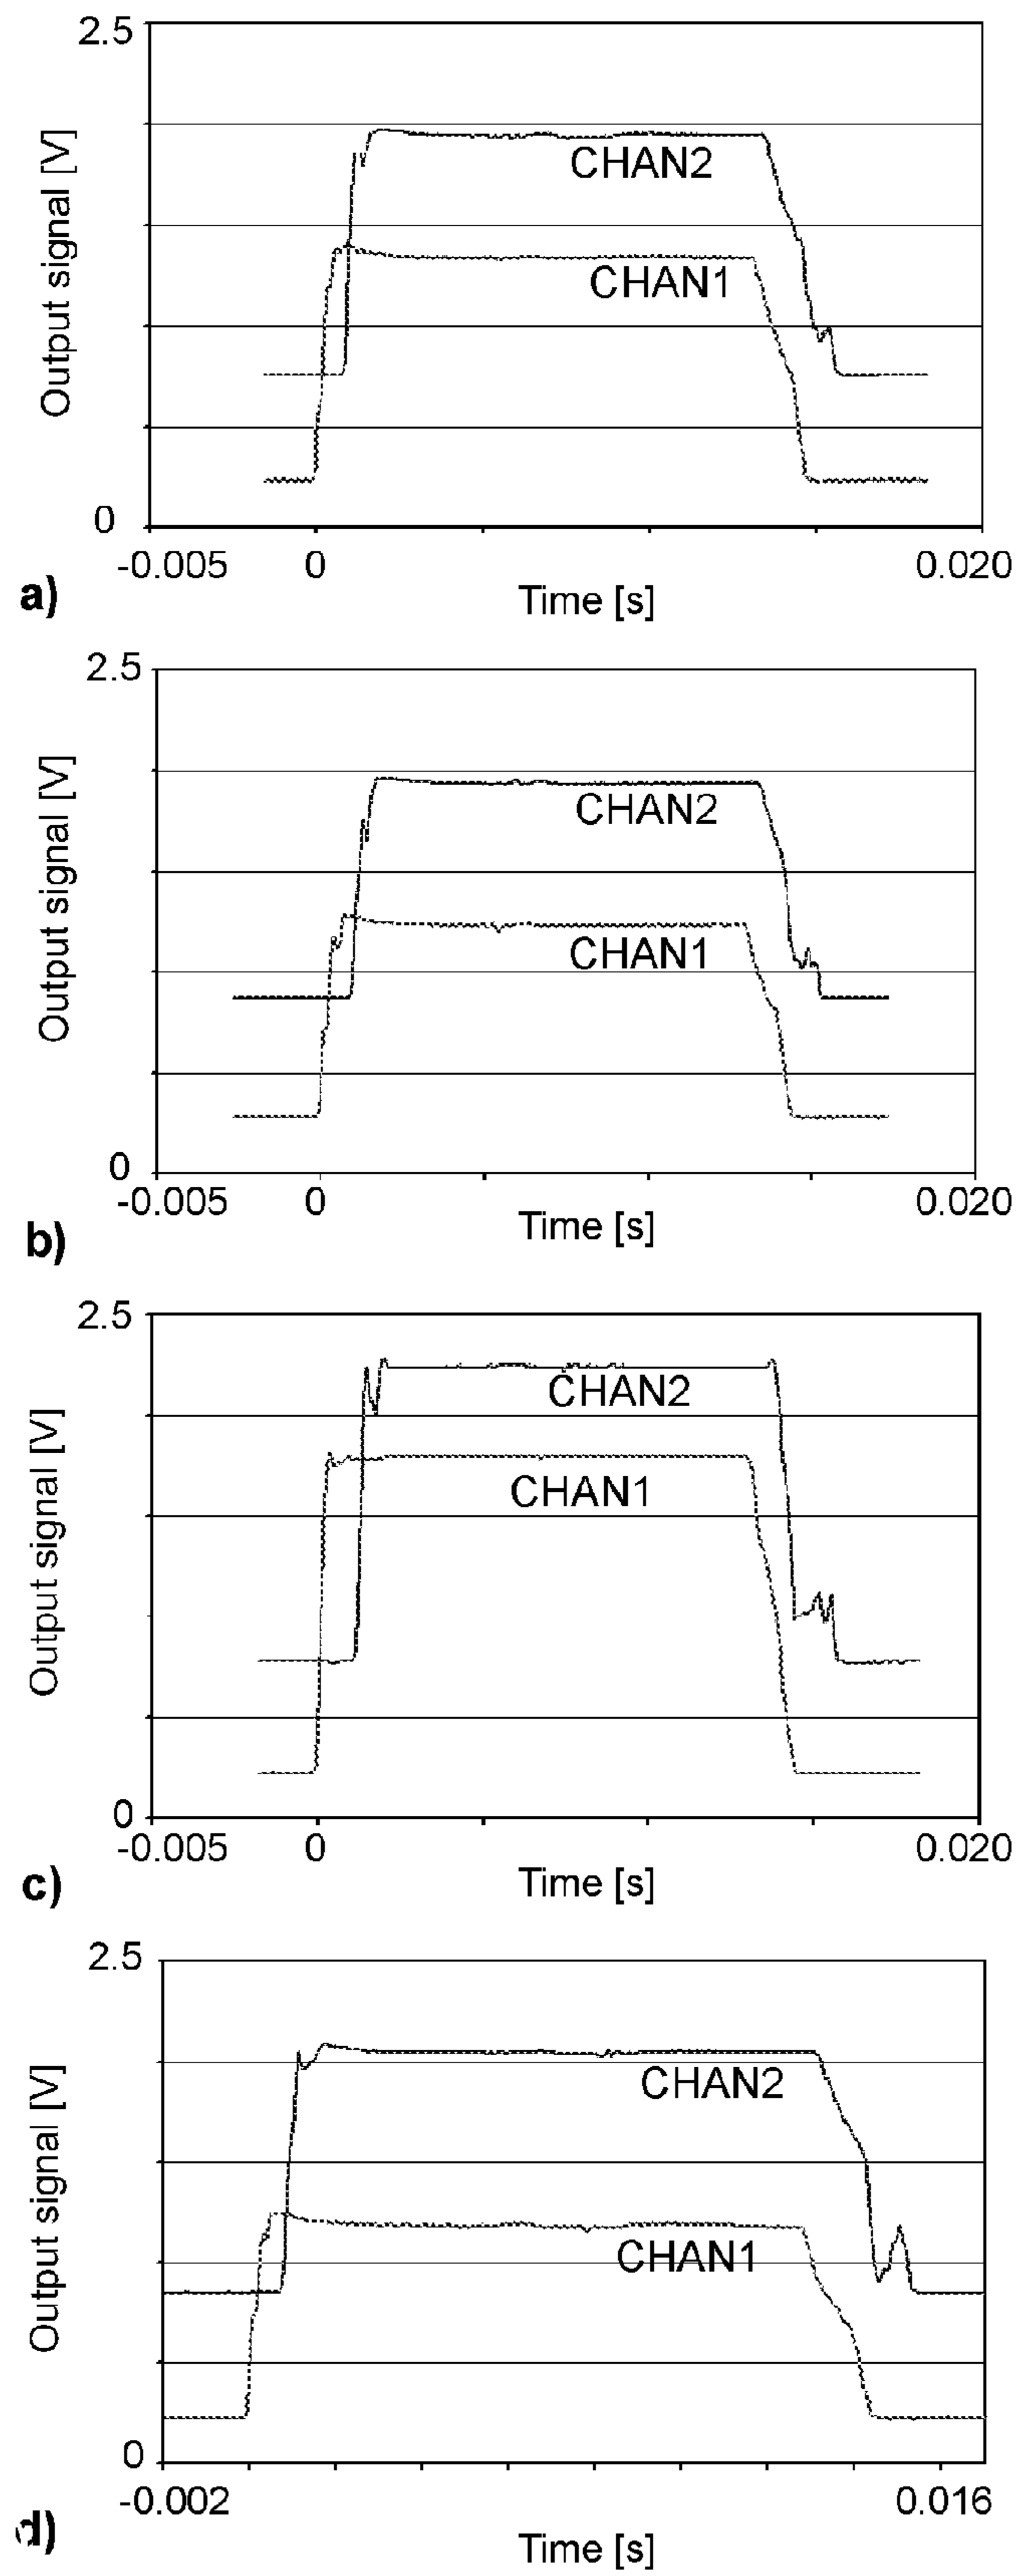 2.5
Output signal [V]
CHAN2
CHAN1
0
-0.005 0 0.020
a)
Time [s]
2.5
Output signal [V]
CHAN2
CHAN1
0
-0.005 0 0.020
b)
Time [s]
2.5
Output signal [V]
CHAN2
CHAN1
0
-0.005 0 0.020
c)
Time [s]
2.5
Output signal [V]
CHAN2
CHAN1
0
-0.002 0.016
d)
Time [s]